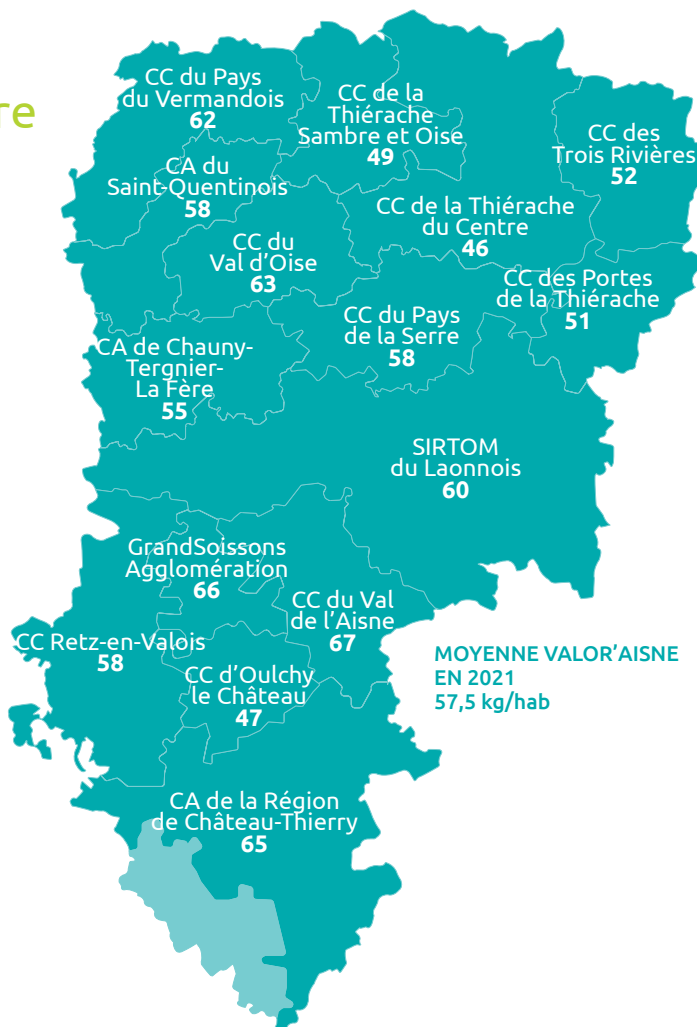 re
CC du Pays
du Vermandois
62
CC de la
Thiérache
Sambre et Oise
49
CC des
Trois Rivières
52
CA du
Saint-Quentinois
58
CC de la Thiérache
du Centre
46
CC du
Val d'Oise
63
CC des Portes
de la Thiérache
51
CC du Pays
de la Serre
58
CA de Chauny-
Tergnier-
La Fère
55
SIRTOM
du Laonnois
60
GrandSoissons
Agglomération
66
CC du Val
de l'Aisne
67
CC Retz-en-Valois
58
CC d'Oulchy
le Château
47
MOYENNE VALOR'AISNE
EN 2021
57,5 kg/hab
CA de la Région
de Château-Thierry
65